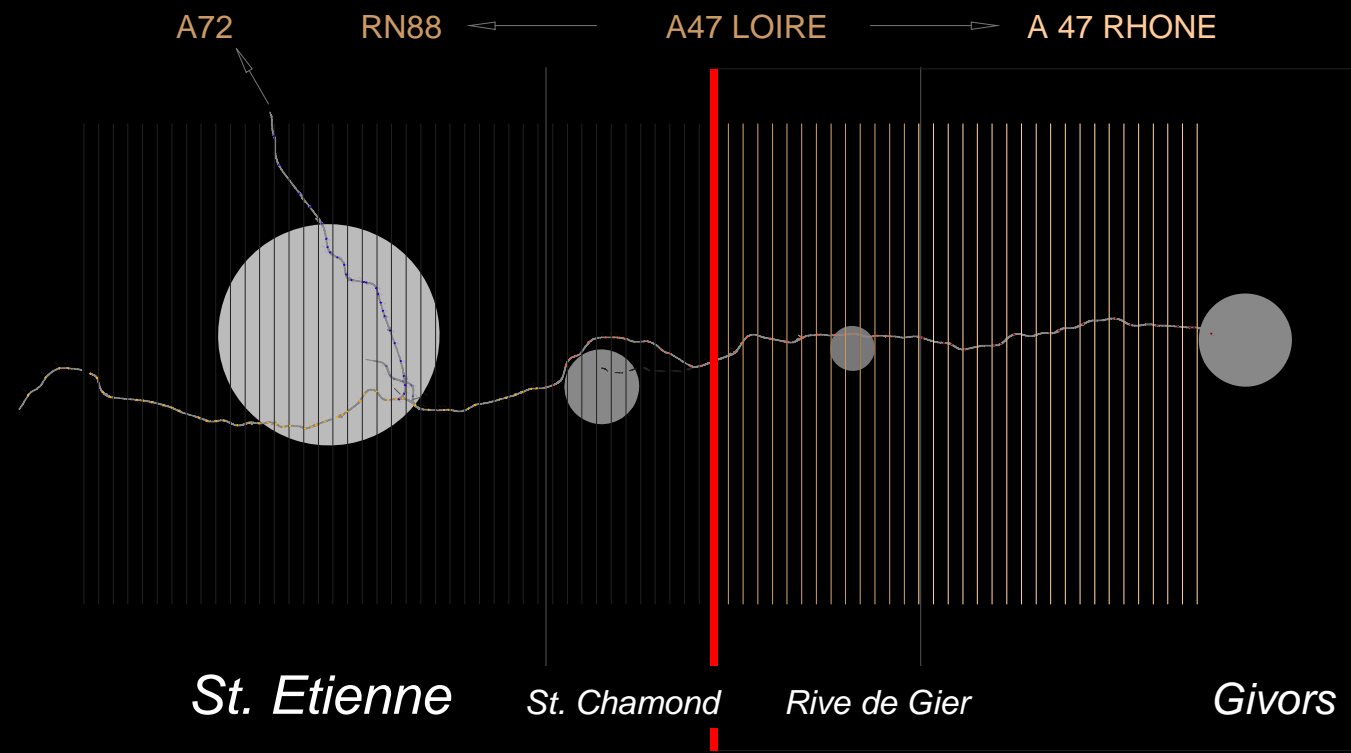 A72 RN88 A47 LOIRE A 47 RHONE
St. Etienne St. Chamond Rive de Gier Givors